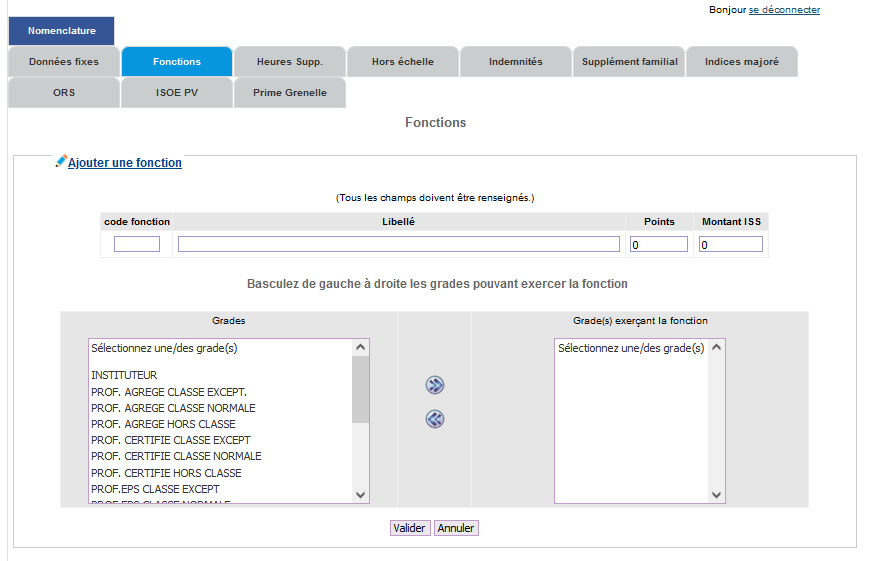 Bonjour se déconnecter
Nomenclature
Données fixes Fonctions Heures Supp. Hors échelle Indemnités Supplément familial Indices majoré
ORS ISOE PV Prime Grenelle
Fonctions
Ajouter une fonction
(Tous les champs doivent être renseignés.)
code fonction Libellé Points Montant ISS
0 0
Basculez de gauche à droite les grades pouvant exercer la fonction
Grades Grade(s) exerçant la fonction
Sélectionnez une/des grade(s) Sélectionnez une/des grade(s)
INSTITUTEUR
PROF. AGREGE CLASSE EXCEPT.
PROF. AGREGE CLASSE NORMALE
PROF. AGREGE HORS CLASSE
PROF. CERTIFIE CLASSE EXCEPT
PROF. CERTIFIE CLASSE NORMALE
PROF. CERTIFIE HORS CLASSE
PROF.EPS CLASSE EXCEPT
PROF.EPS CLASSE NORMALE
Valider Annuler